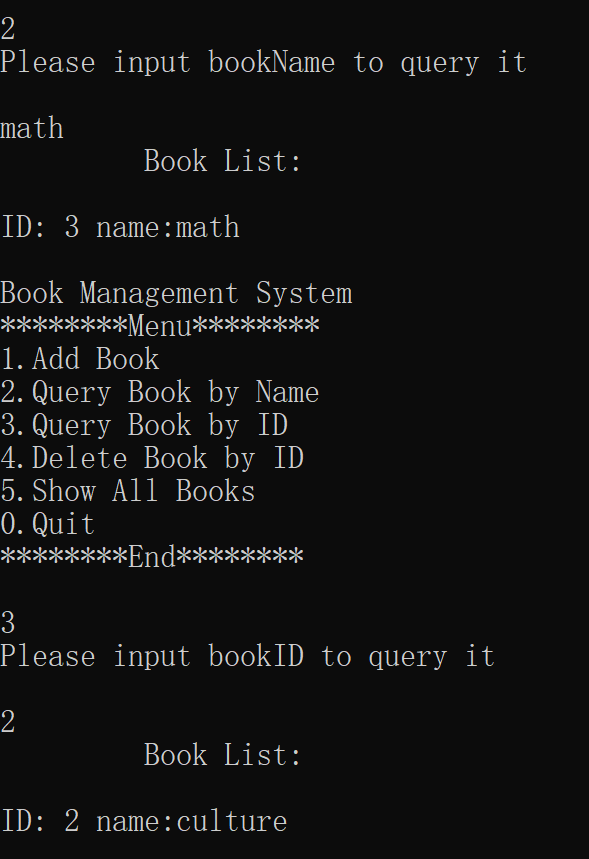 2
Please input bookName to query it
math
Book List:
ID: 3 name:math
Book Management System
********Menu********
1.Add Book
2.Query Book by Name
3.Query Book by ID
4.Delete Book by ID
5.Show All Books
0.Quit
********End********
3
Please input bookID to query it
2
Book List:
ID: 2 name:culture